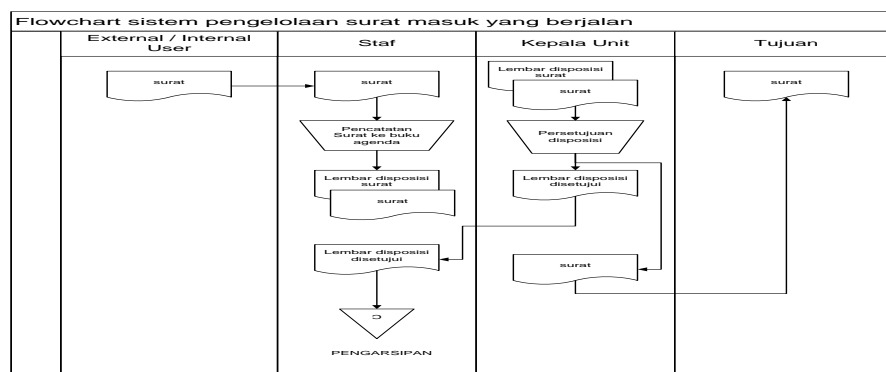 Flowchart sistem pengelolaan surat masuk yang berjalan
External / Internal
User
Staf
Kepala Unit
Tujuan
surat
surat
Lembar disposisi
surat
surat
surat
Pencatatan
Surat ke buku
agenda
Persetujuan
disposisi
Lembar disposisi
surat
surat
Lembar disposisi
disetujui
Lembar disposisi
disetujui
surat
PENGARSIPAN